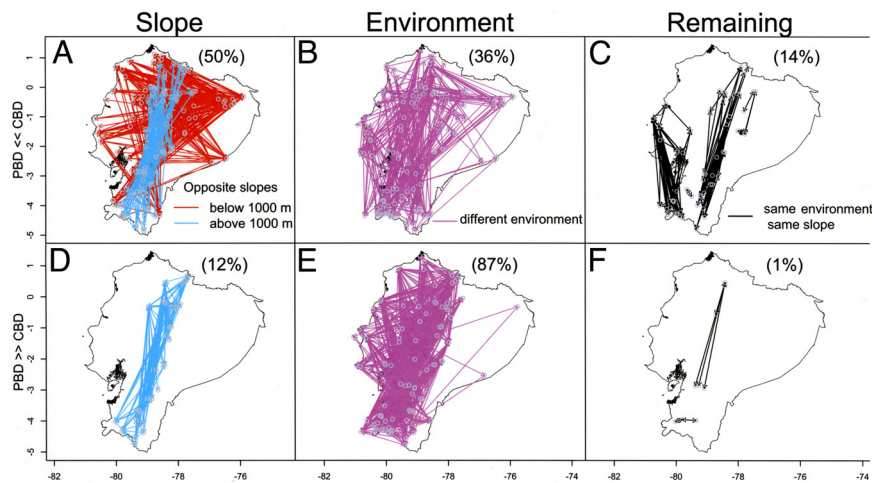 Slope Environment Remaining
A (50%) B (36%) C (14%)
PBD << CBD
1
0
-1
-2
-3
-4
-5
Opposite slopes
below 1000 m
above 1000 m
different environment
same environment
same slope
D (12%) E (87%) F (1%)
PBD >> CBD
1
0
-1
-2
-3
-4
-5
-82 -80 -78 -76 -74 -82 -80 -78 -76 -74 -82 -80 -78 -76 -74